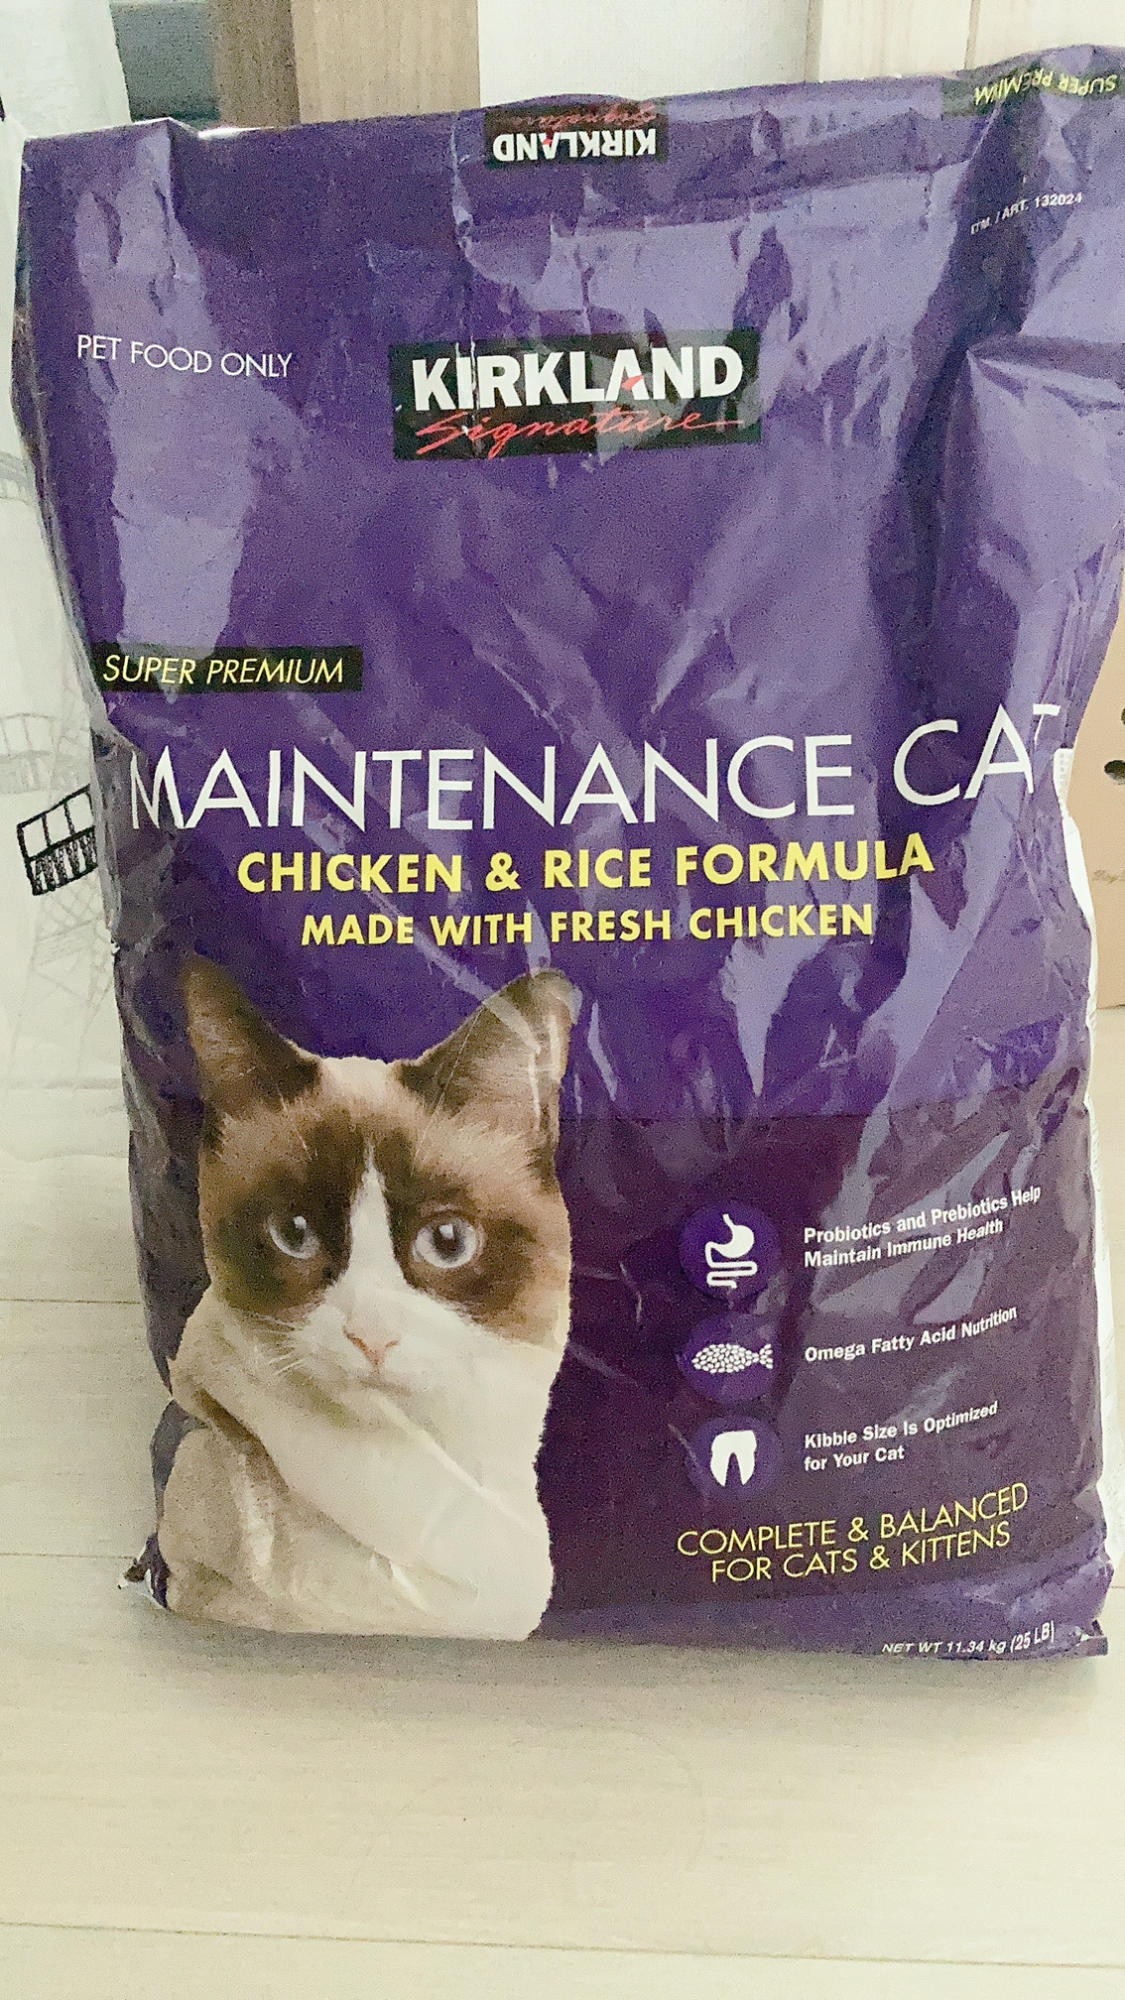 KIRKLAND
Signature
SUPER PREMIUM
ITM. / ART. 132024
PET FOOD ONLY
KIRKLAND
Signature
SUPER PREMIUM
MAINTENANCE CAT
CHICKEN & RICE FORMULA
MADE WITH FRESH CHICKEN
Probiotics and Prebiotics Help
Maintain Immune Health
Omega Fatty Acid Nutrition
Kibble Size Is Optimized
for Your Cat
COMPLETE & BALANCED
FOR CATS & KITTENS
NET WT 11.34 kg (25 LB)